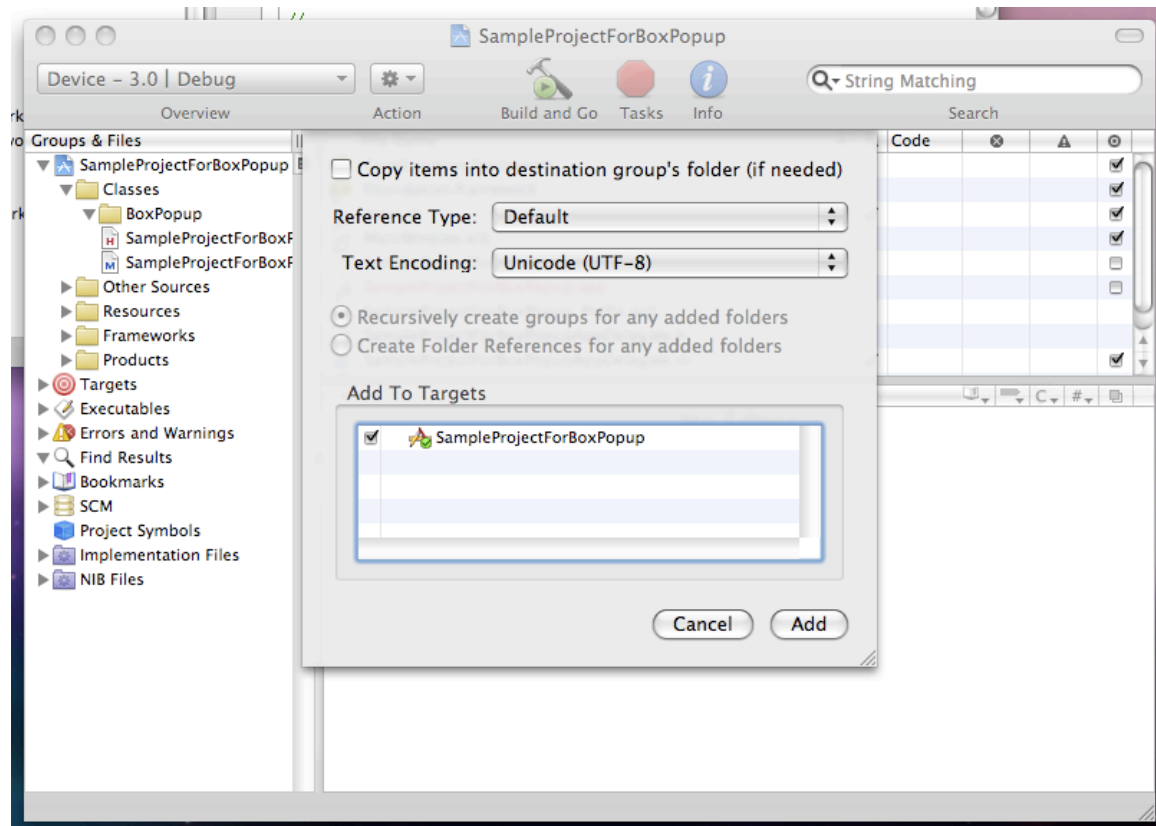 //
SampleProjectForBoxPopup
Device – 3.0 | Debug
String Matching
Overview
Action
Build and Go
Tasks
Info
Search
Groups & Files
Code
SampleProjectForBoxPopup
Classes
BoxPopup
SampleProjectForBoxF
SampleProjectForBoxF
Other Sources
Resources
Frameworks
Products
Targets
Executables
Errors and Warnings
Find Results
Bookmarks
SCM
Project Symbols
Implementation Files
NIB Files
Copy items into destination group's folder (if needed)
Reference Type: Default
Text Encoding: Unicode (UTF-8)
Recursively create groups for any added folders
Create Folder References for any added folders
Add To Targets
SampleProjectForBoxPopup
Cancel
Add
C
#